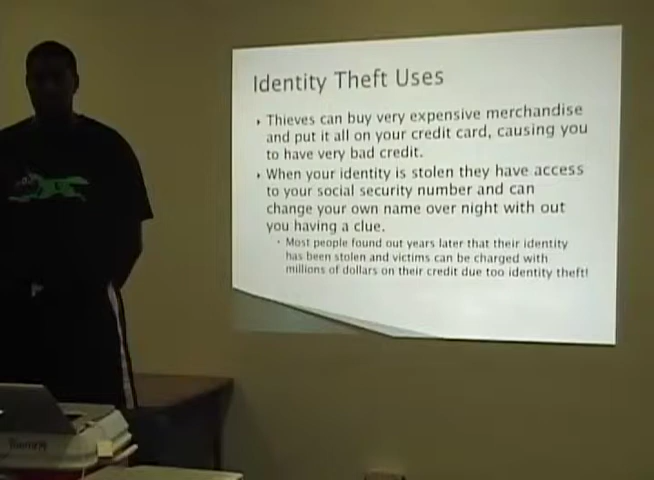 Identity Theft Uses
Thieves can buy very expensive merchandise
and put it all on your credit card, causing you
to have very bad credit.
When your identity is stolen they have access
to your social security number and can
change your own name over night with out
you having a clue.
Most people found out years later that their identity
has been stolen and victims can be charged with
millions of dollars on their credit due too identity theft!